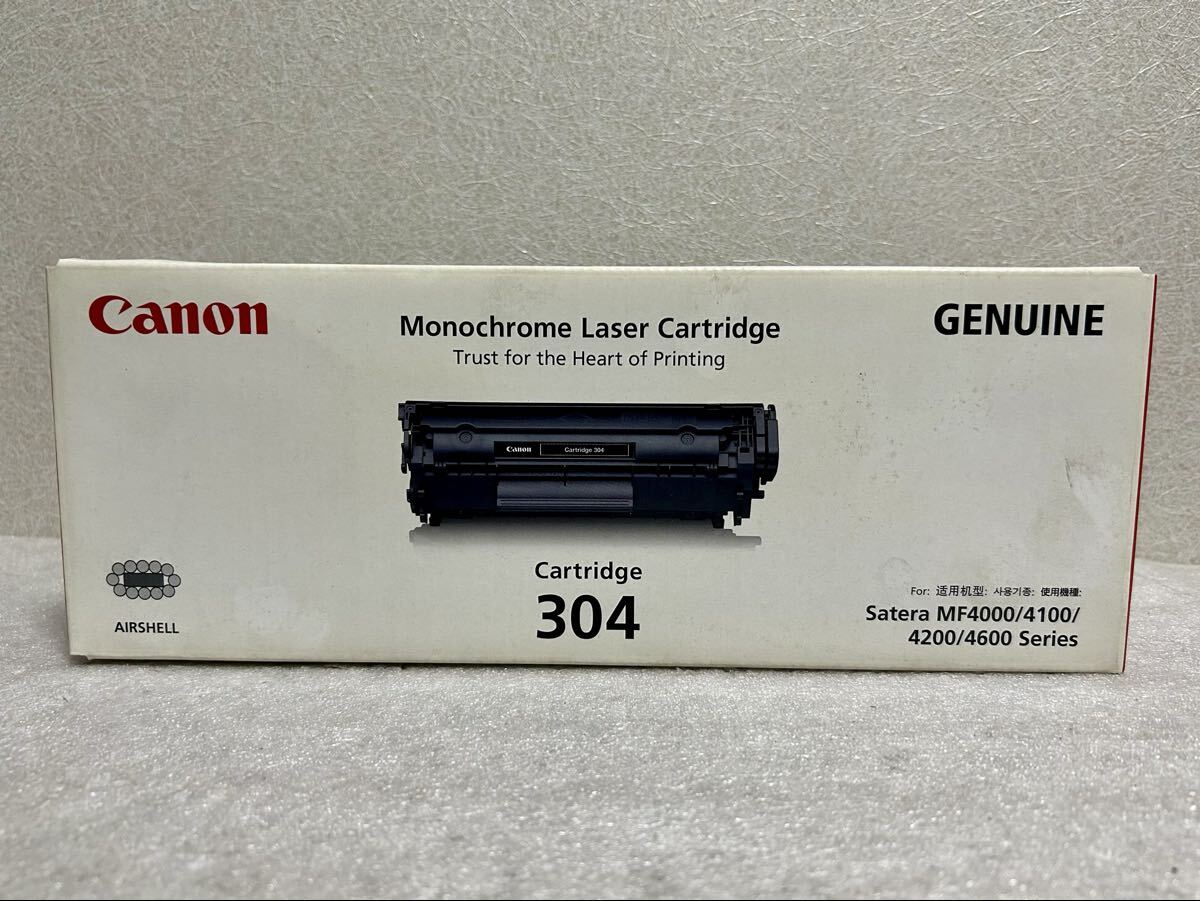 Canon
Monochrome Laser Cartridge
Trust for the Heart of Printing
GENUINE
Canon Cartridge 304
AIRSHELL
Cartridge
304
For: 适用机型: 사용기종: 使用機種:
Satera MF4000/4100/
4200/4600 Series